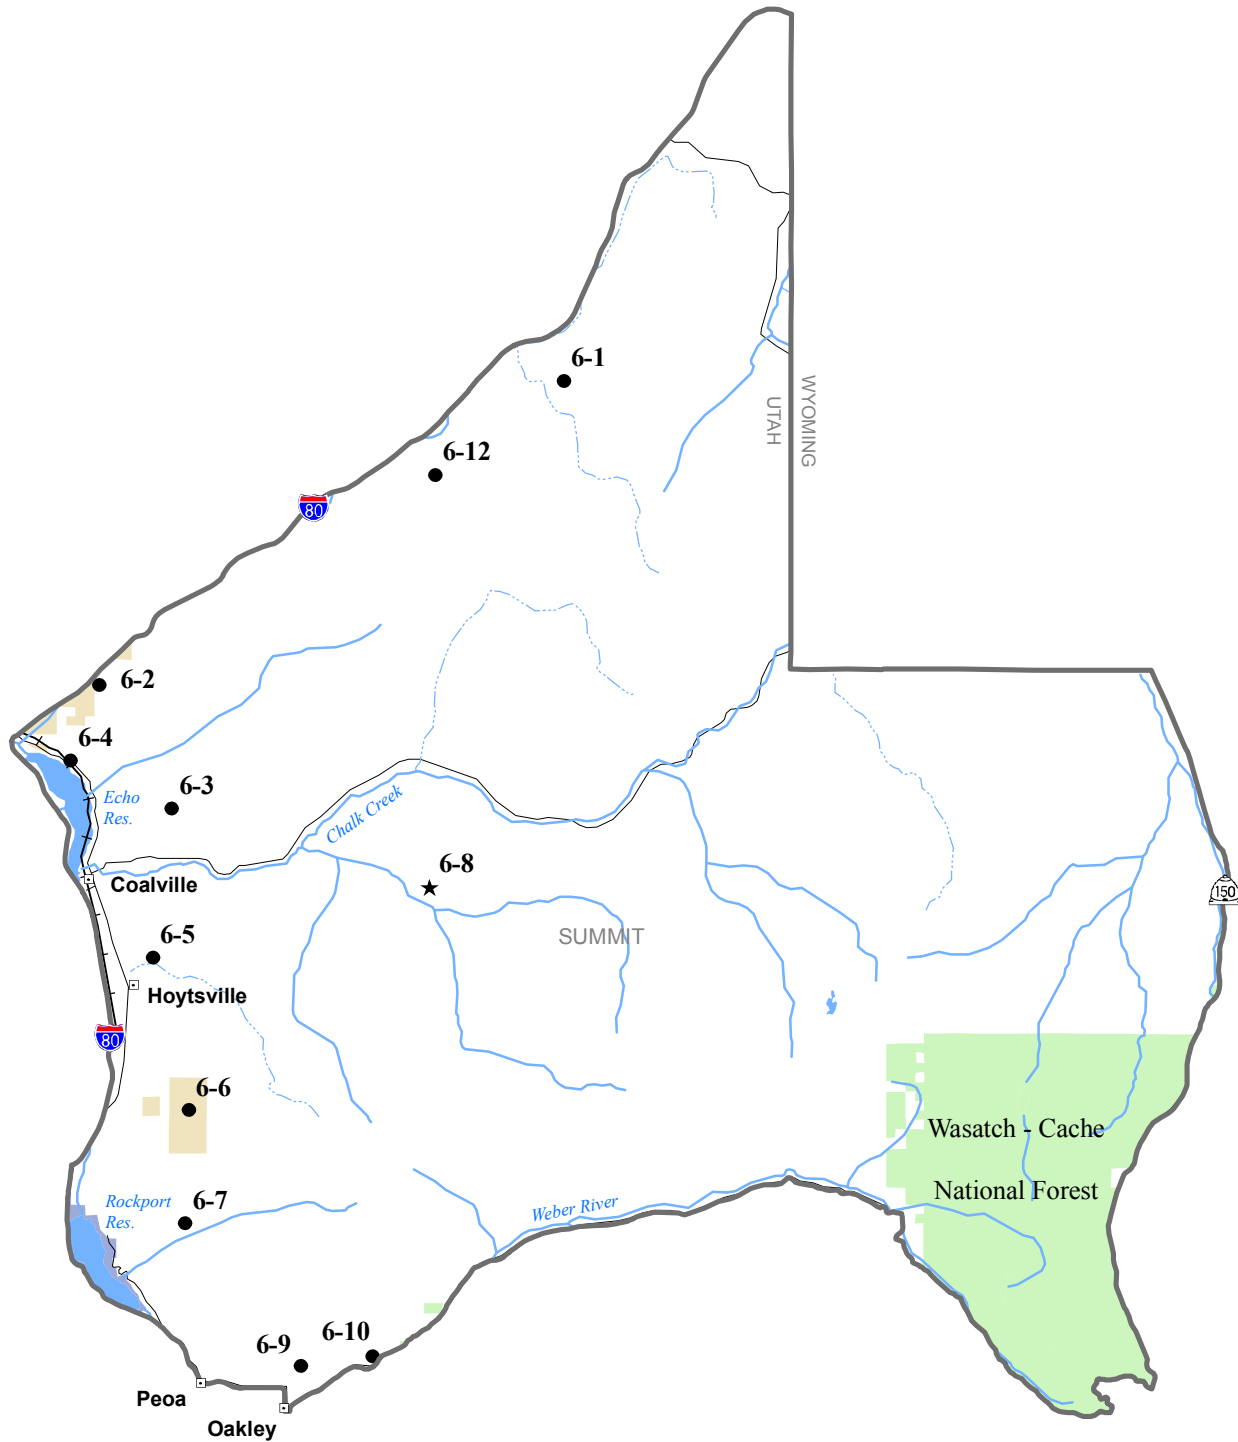 6-1
WYOMING
UTAH
6-12
80
6-2
6-4
6-3
Echo
Res.
Chalk Creek
6-8
Coalville
150
SUMMIT
6-5
Hoytsville
80
6-6
Wasatch - Cache
National Forest
6-7
Rockport
Res.
Weber River
6-9
6-10
Peoa
Oakley